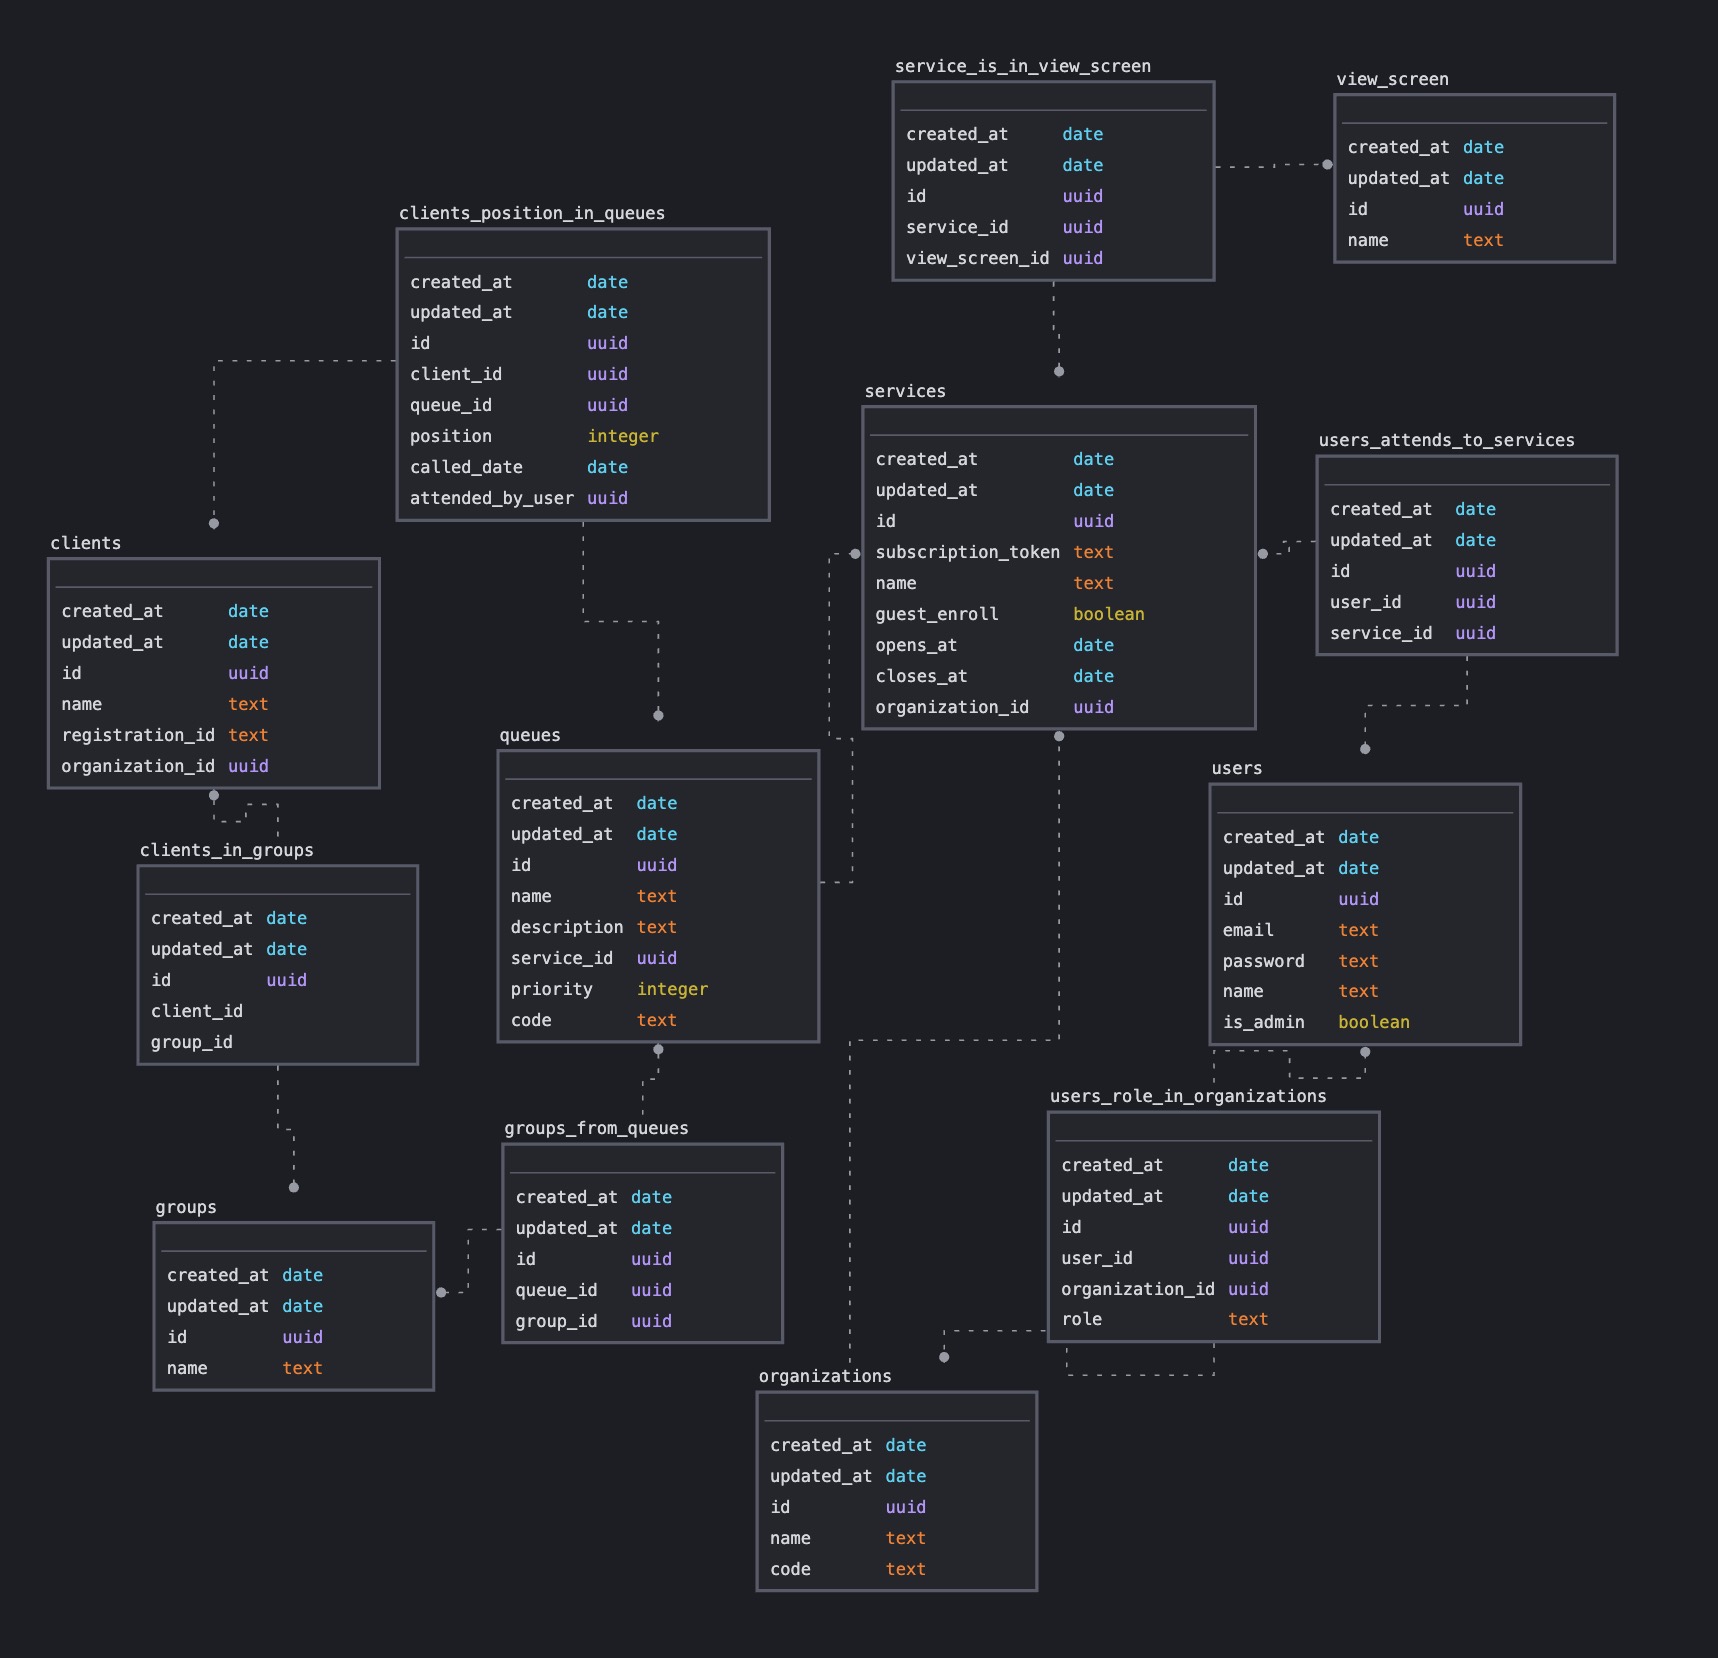 service_is_in_view_screen
created_at date
updated_at date
id uuid
service_id uuid
view_screen_id uuid
view_screen
created_at date
updated_at date
id uuid
name text
clients_position_in_queues
created_at date
updated_at date
id uuid
client_id uuid
queue_id uuid
position integer
called_date date
attended_by_user uuid
services
created_at date
updated_at date
id uuid
subscription_token text
name text
guest_enroll boolean
opens_at date
closes_at date
organization_id uuid
users_attends_to_services
created_at date
updated_at date
id uuid
user_id uuid
service_id uuid
clients
created_at date
updated_at date
id uuid
name text
registration_id text
organization_id uuid
queues
created_at date
updated_at date
id uuid
name text
description text
service_id uuid
priority integer
code text
users
created_at date
updated_at date
id uuid
email text
password text
name text
is_admin boolean
clients_in_groups
created_at date
updated_at date
id uuid
client_id
group_id
users_role_in_organizations
created_at date
updated_at date
id uuid
user_id uuid
organization_id uuid
role text
groups_from_queues
created_at date
updated_at date
id uuid
queue_id uuid
group_id uuid
groups
created_at date
updated_at date
id uuid
name text
organizations
created_at date
updated_at date
id uuid
name text
code text